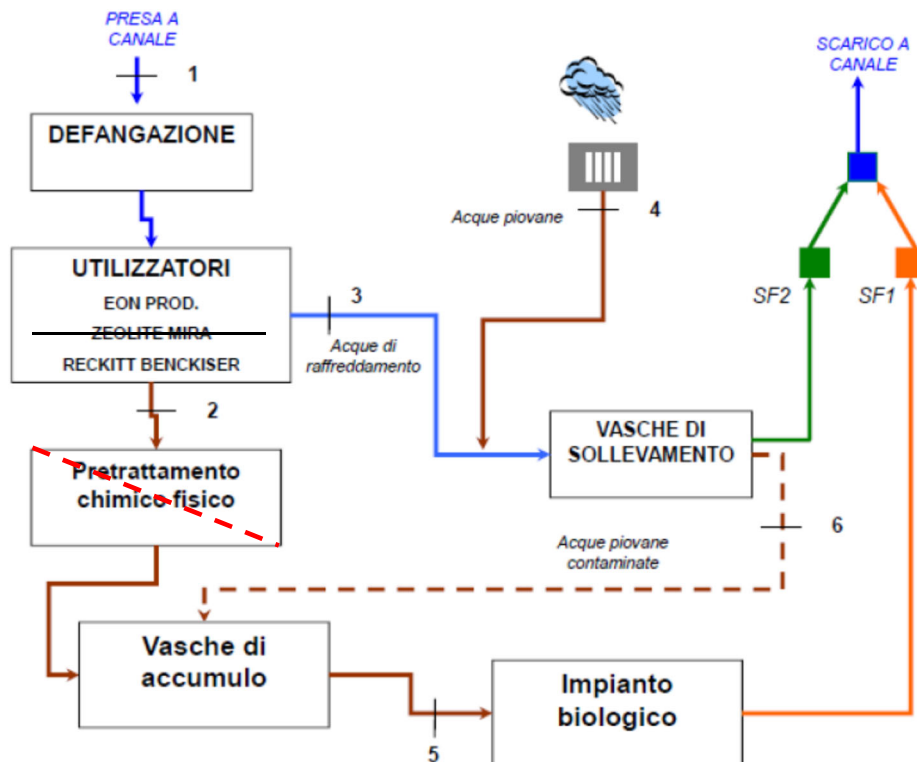 PRESA A
CANALE
1
DEFANGAZIONE
UTILIZZATORI
EON PROD.
ZEOLITE MIRA
RECKITT BENCKISER
2
3
Acque di
raffreddamento
Acque piovane
4
SCARICO A
CANALE
SF2
SF1
VASCHE DI
SOLLEVAMENTO
Pretrattamento
chimico fisico
6
Acque piovane
contaminate
Vasche di
accumulo
5
Impianto
biologico